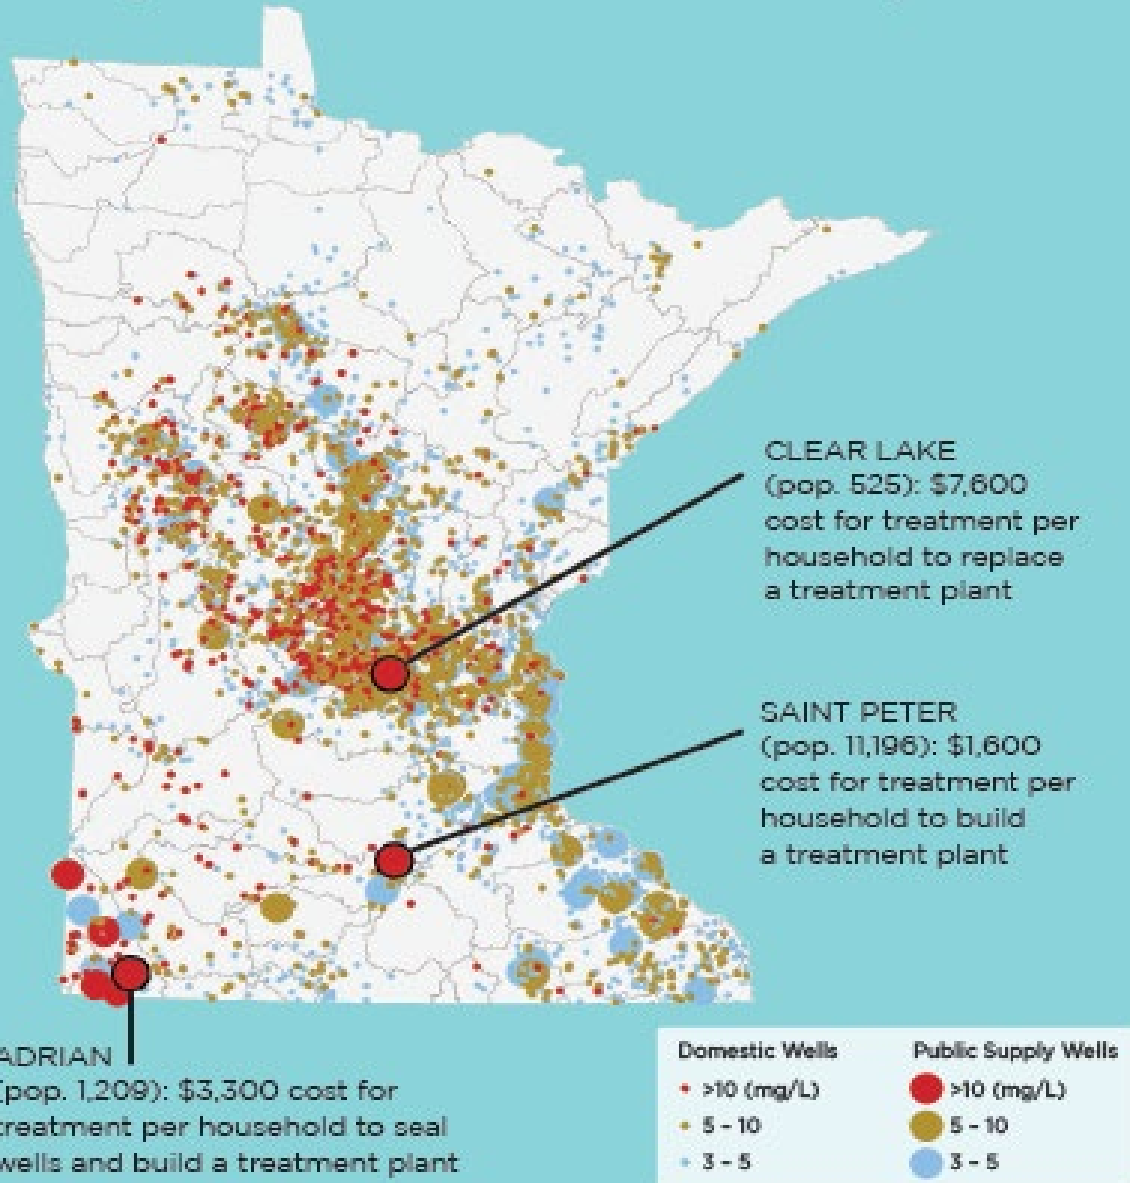 CLEAR LAKE
(pop. 525): $7,600
cost for treatment per
household to replace
a treatment plant
SAINT PETER
(pop. 11,196): $1,600
cost for treatment per
household to build
a treatment plant
ADRIAN
(pop. 1,209): $3,300 cost for
treatment per household to seal
wells and build a treatment plant
Domestic Wells
>10 (mg/L)
5 - 10
3 - 5
Public Supply Wells
>10 (mg/L)
5 - 10
3 - 5